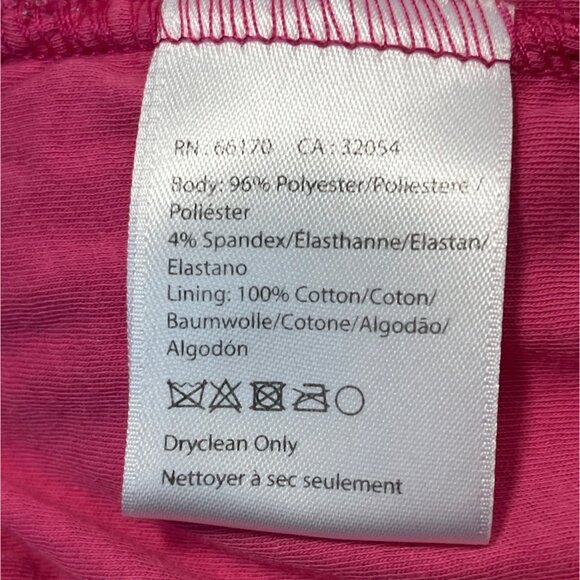 RN : 66170 CA : 32054
Body: 96% Polyester/Poliestere /
Poliéster
4% Spandex/Élasthanne/Elastan/
Elastano
Lining: 100% Cotton/Coton/
Baumwolle/Cotone/Algodão/
Algodón
Dryclean Only
Nettoyer à sec seulement